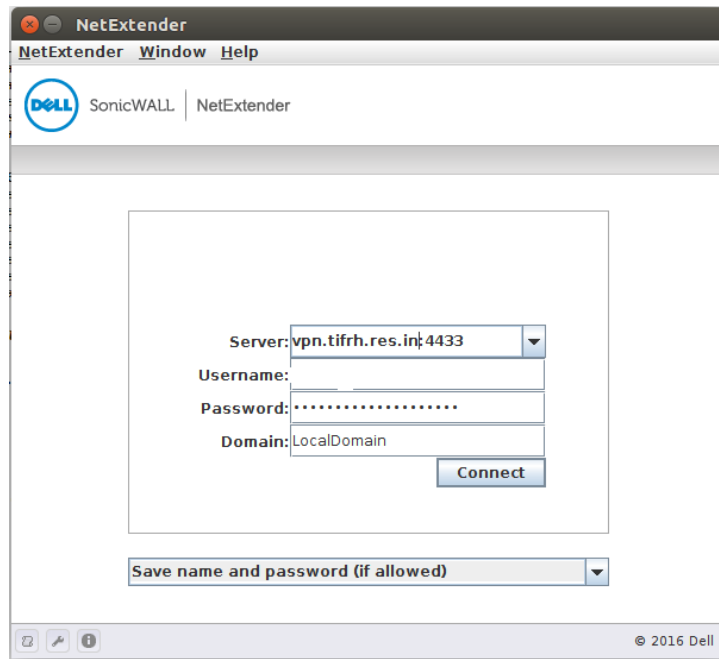 NetExtender
NetExtender Window Help
DELL SonicWALL NetExtender
Server: vpn.tifrh.res.in:4433
Username:
Password: ••••••••••••••••••••
Domain: LocalDomain
Connect
Save name and password (if allowed)
© 2016 Dell